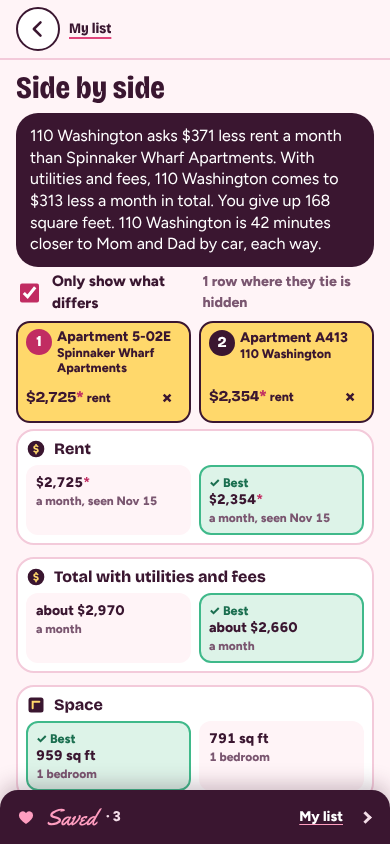 My list
Side by side
110 Washington asks $371 less rent a month
than Spinnaker Wharf Apartments. With
utilities and fees, 110 Washington comes to
$313 less a month in total. You give up 168
square feet. 110 Washington is 42 minutes
closer to Mom and Dad by car, each way.
Only show what
differs
1 row where they tie is
hidden
1 Apartment 5-02E
Spinnaker Wharf
Apartments
$2,725* rent ×
2 Apartment A413
110 Washington
$2,354* rent ×
$ Rent
$2,725*
a month, seen Nov 15
✓ Best
$2,354*
a month, seen Nov 15
$ Total with utilities and fees
about $2,970
a month
✓ Best
about $2,660
a month
Space
✓ Best
959 sq ft
1 bedroom
791 sq ft
1 bedroom
Saved · 3
My list